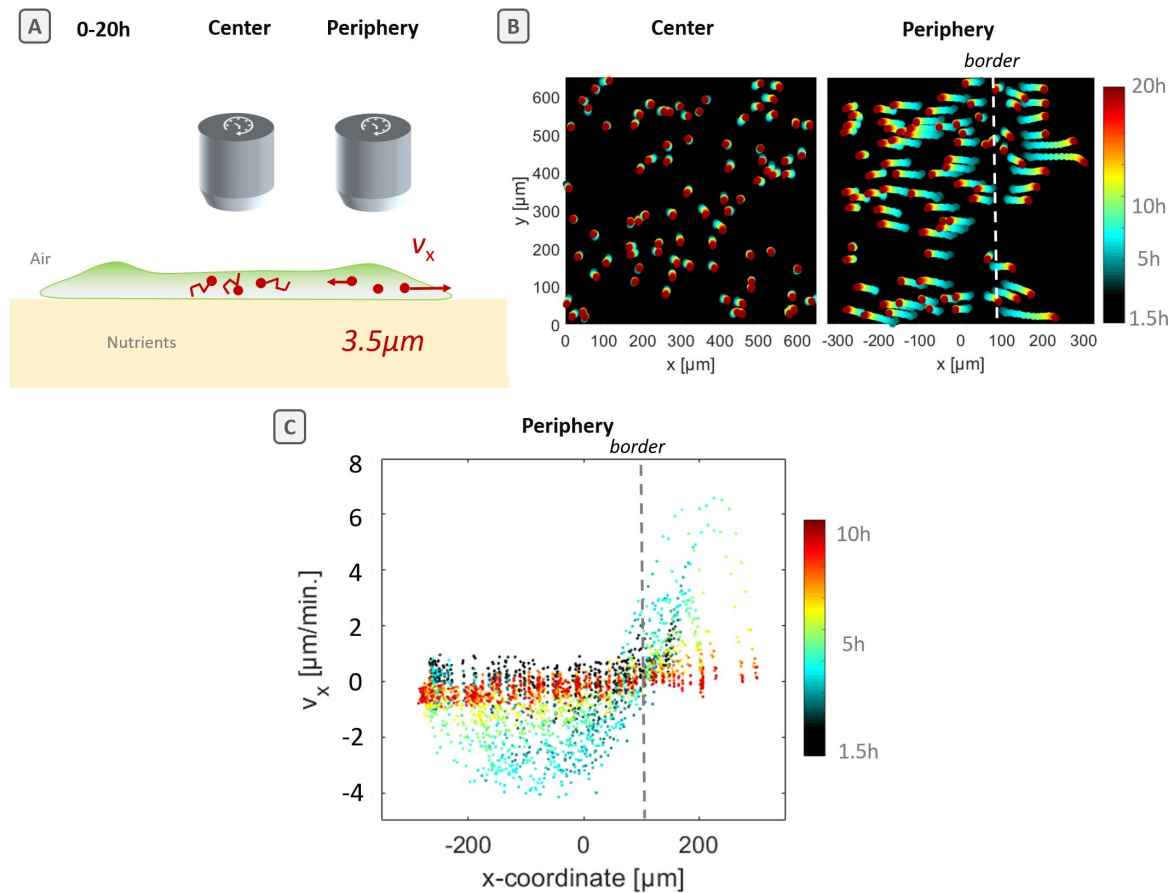 A
0-20h
Center
Periphery
Air
vx
Nutrients
3.5µm
B
Center
Periphery
border
600
500
400
300
200
100
0
y [µm]
0 100 200 300 400 500 600
x [µm]
-300 -200 -100 0 100 200 300
x [µm]
20h
10h
5h
1.5h
C
Periphery
border
8
6
4
2
0
-2
-4
vx [µm/min.]
-200 0 200
x-coordinate [µm]
10h
5h
1.5h